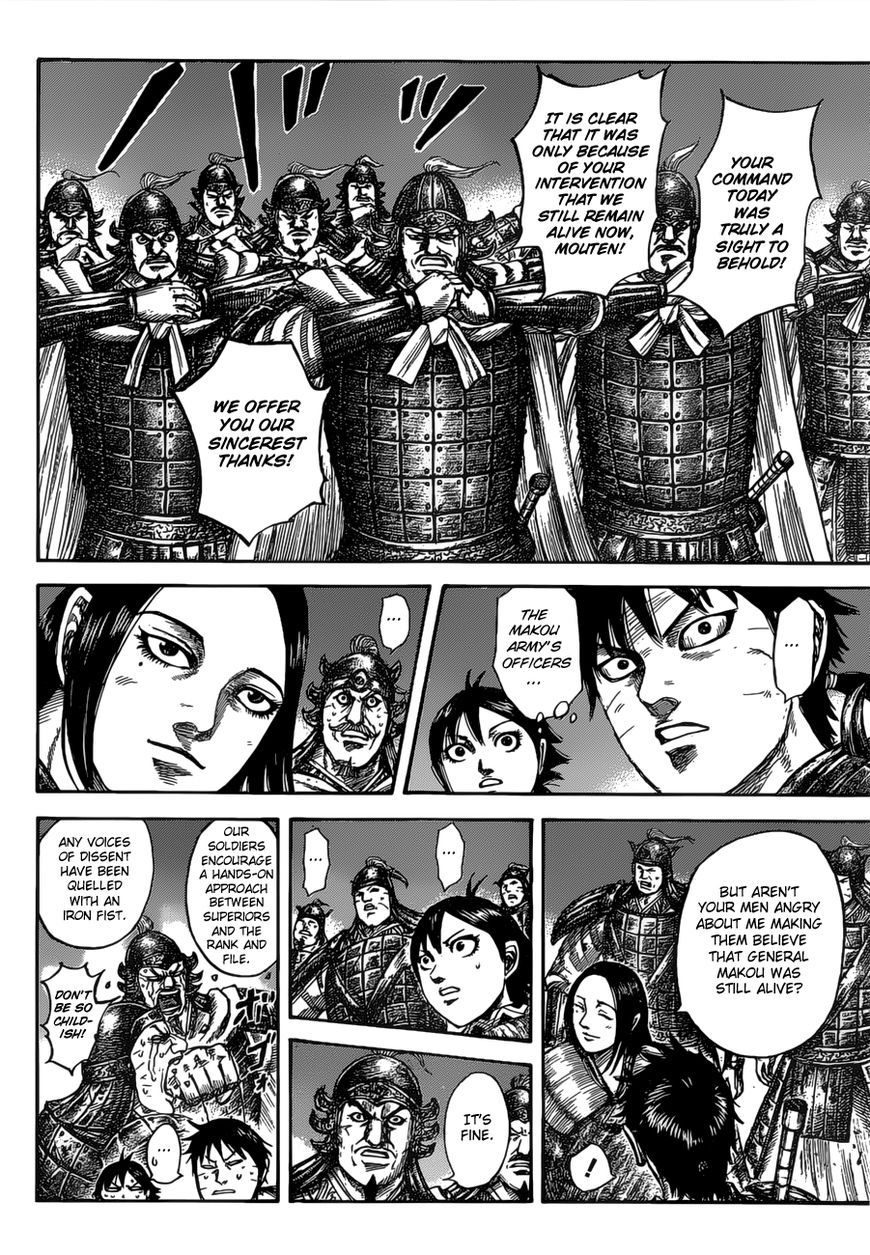 YOUR
COMMAND
TODAY
WAS
TRULY A
SIGHT TO
BEHOLD!
IT IS CLEAR
THAT IT WAS
ONLY BECAUSE
OF YOUR
INTERVENTION
THAT WE
STILL REMAIN
ALIVE NOW,
MOUTEN!
WE OFFER
YOU OUR
SINCEREST
THANKS!
...
THE
MAKOU
ARMY'S
OFFICERS
...
...
BUT AREN'T
YOUR MEN ANGRY
ABOUT ME MAKING
THEM BELIEVE
THAT GENERAL
MAKOU WAS
STILL ALIVE?
!
...
...
IT'S
FINE.
OUR
SOLDIERS
ENCOURAGE
A HANDS-ON
APPROACH
BETWEEN
SUPERIORS
AND THE
RANK AND
FILE.
ANY VOICES
OF DISSENT
HAVE BEEN
QUELLED
WITH AN
IRON FIST.
DON'T
BE SO
CHILD-
ISH!
...